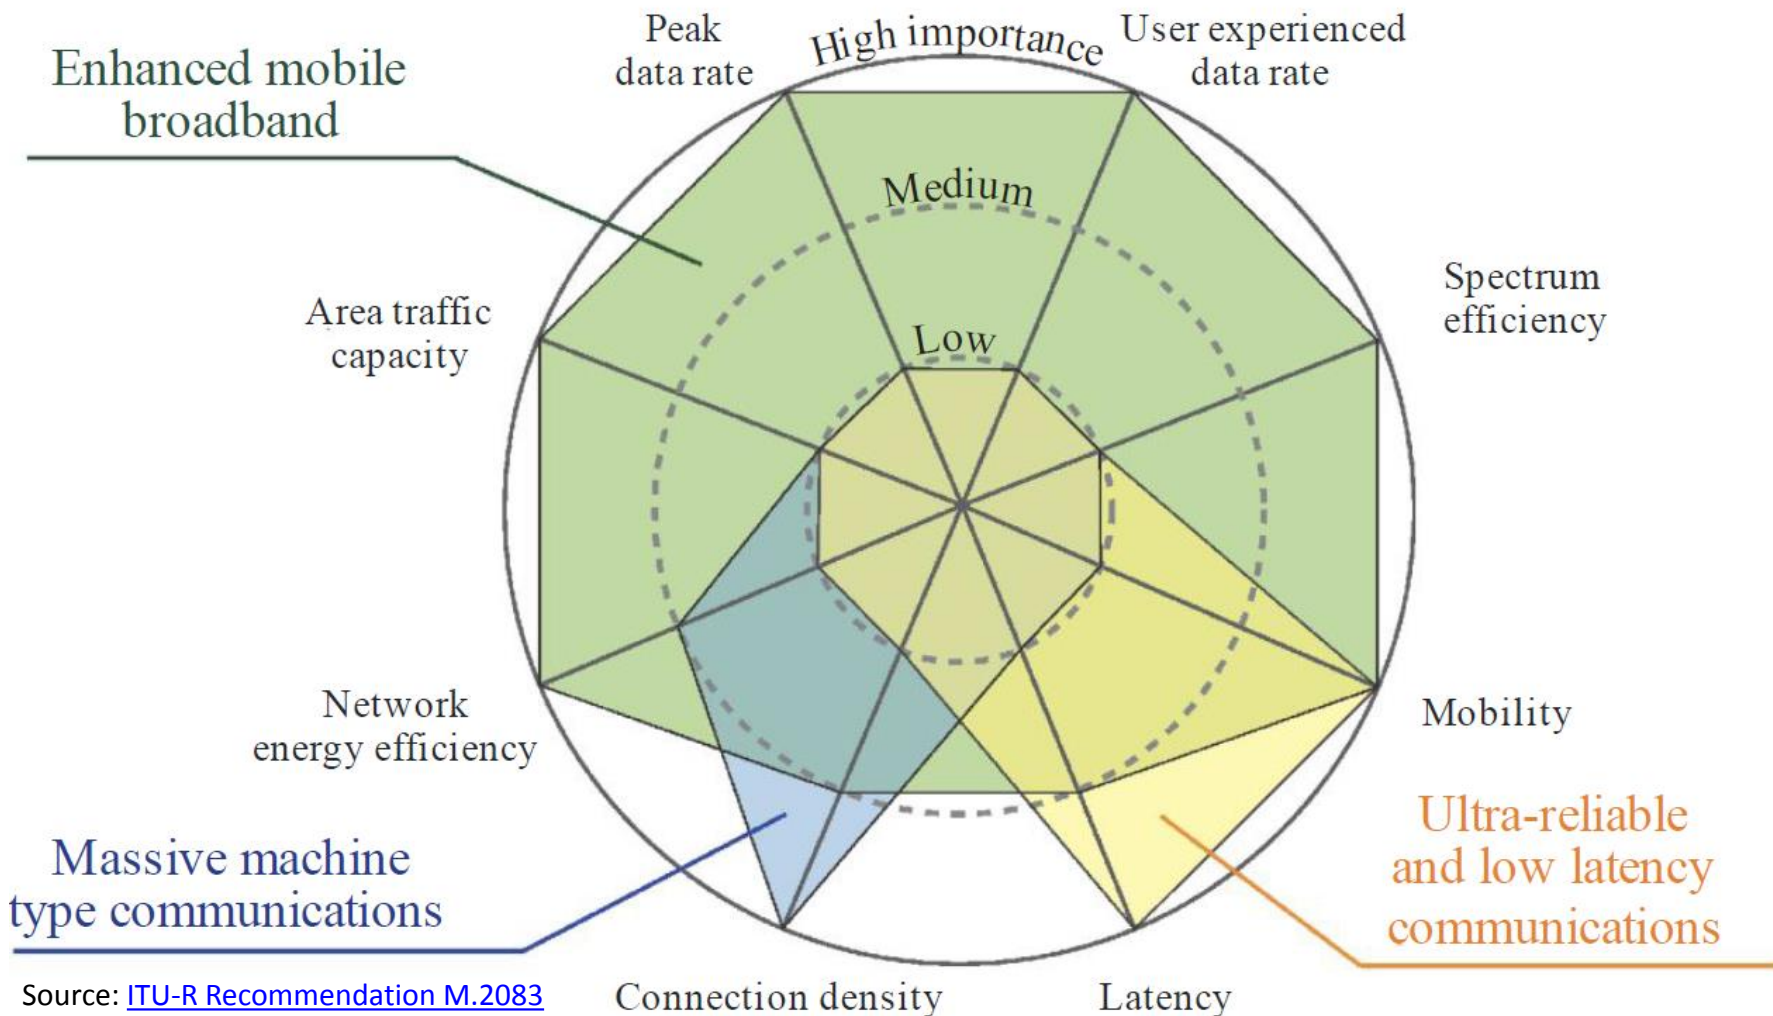 Peak
data rate
High importance
User experienced
data rate
Enhanced mobile
broadband
Medium
Spectrum
efficiency
Area traffic
capacity
Low
Network
energy efficiency
Mobility
Massive machine
type communications
Ultra-reliable
and low latency
communications
Source: ITU-R Recommendation M.2083
Connection density
Latency